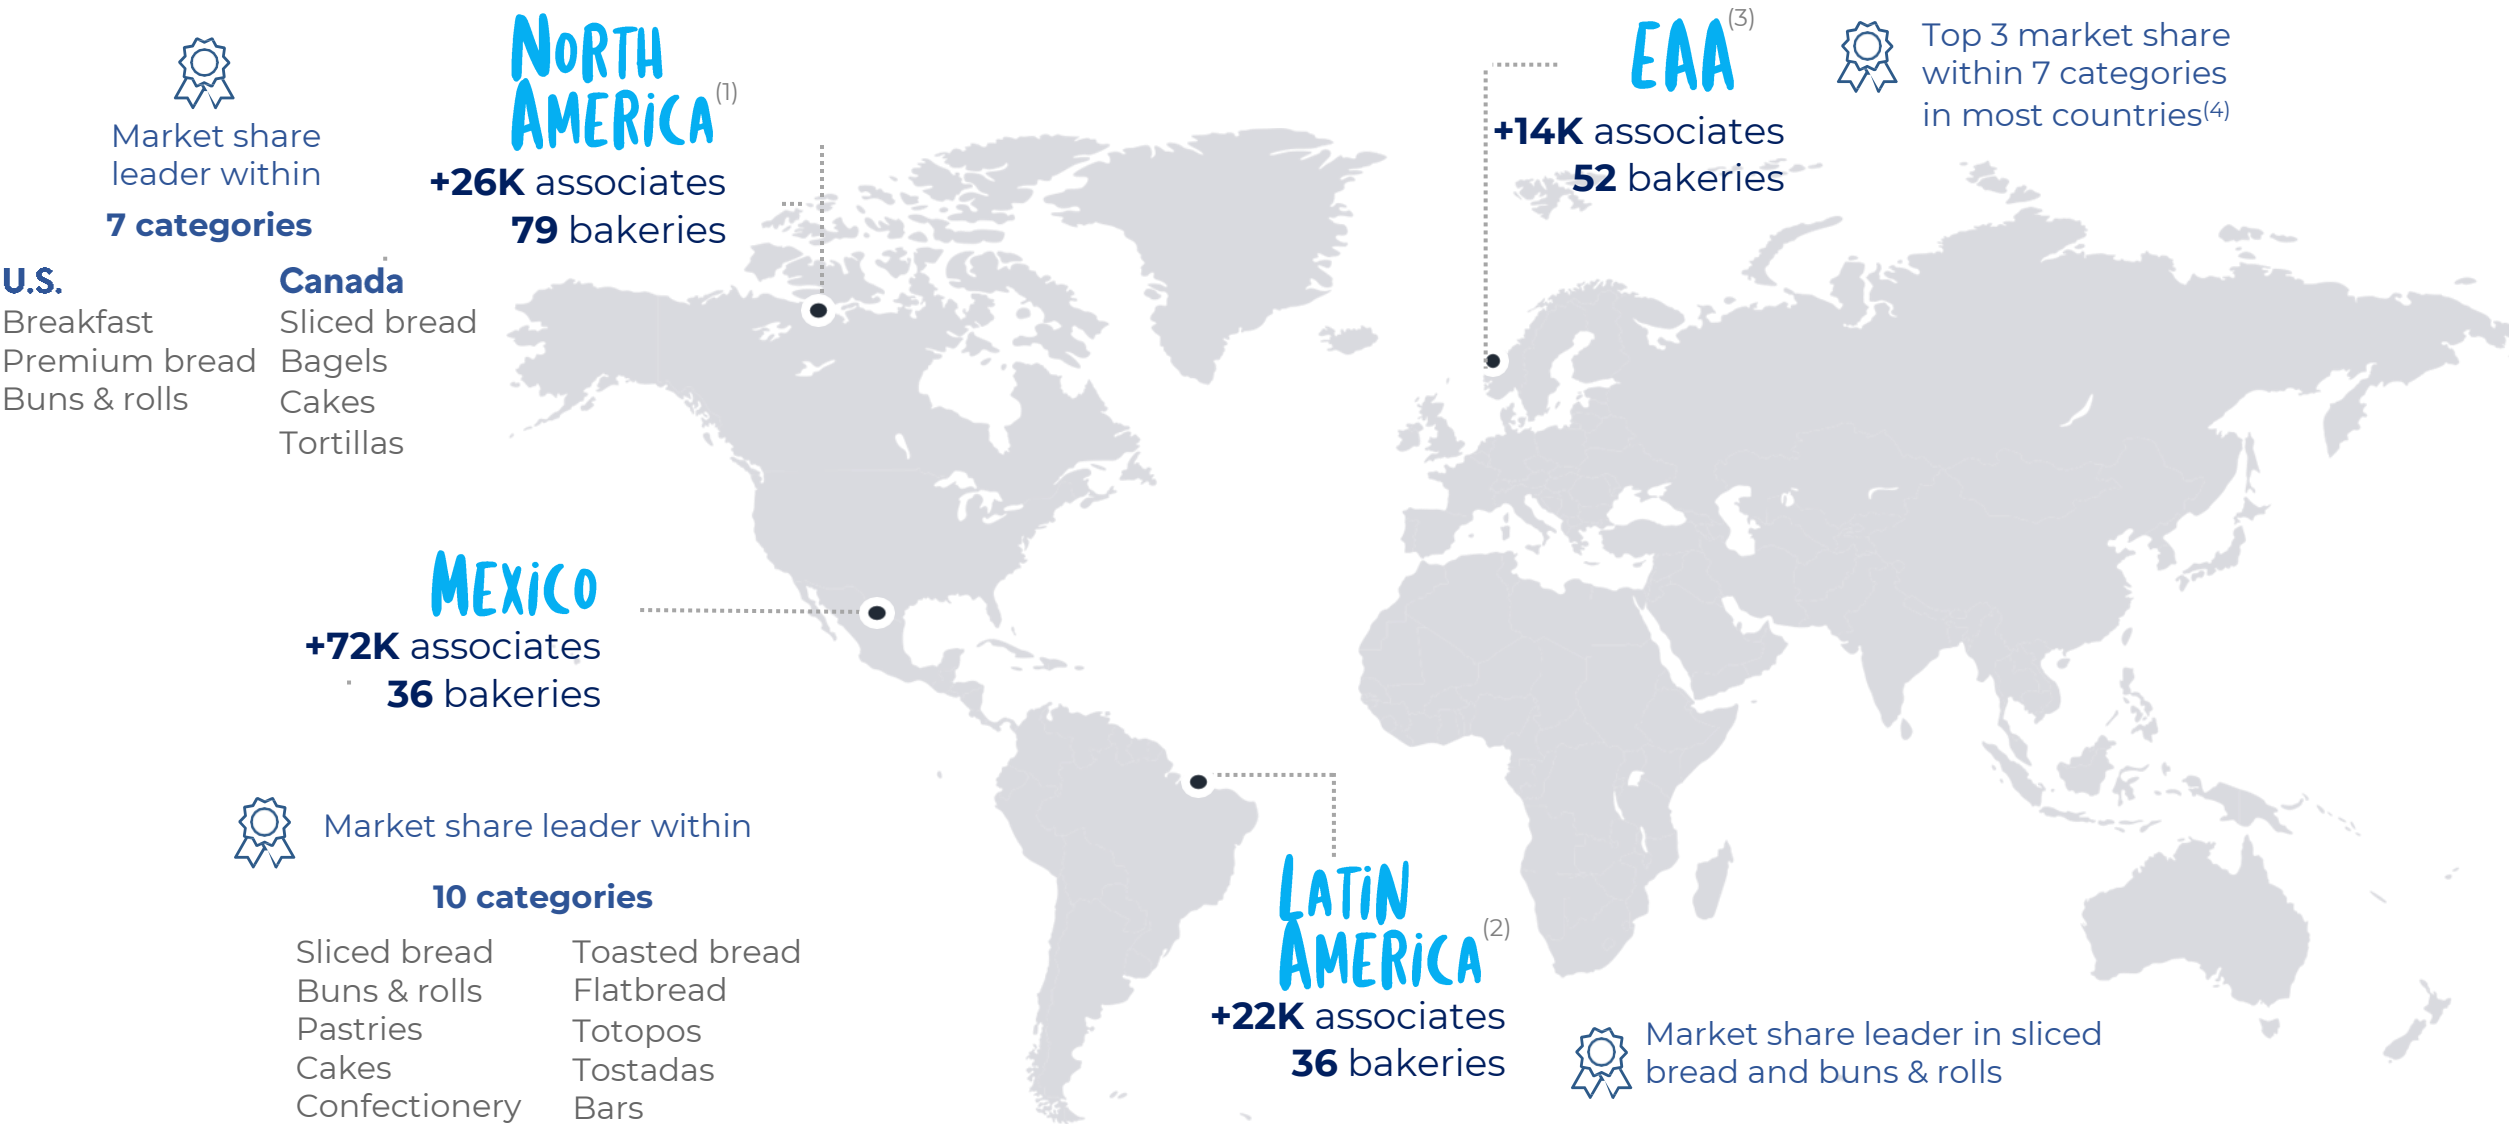 Market share
leader within
7 categories
U.S.
Breakfast
Premium bread
Buns & rolls
Canada
Sliced bread
Bagels
Cakes
Tortillas
NORTH
AMERiCA(1)
+26K associates
79 bakeries
EAA(3)
+14K associates
52 bakeries
Top 3 market share
within 7 categories
in most countries(4)
MEXiCO
+72K associates
36 bakeries
Market share leader within
10 categories
Sliced bread
Buns & rolls
Pastries
Cakes
Confectionery
Toasted bread
Flatbread
Totopos
Tostadas
Bars
LATiN
AMERiCA(2)
+22K associates
36 bakeries
Market share leader in sliced
bread and buns & rolls